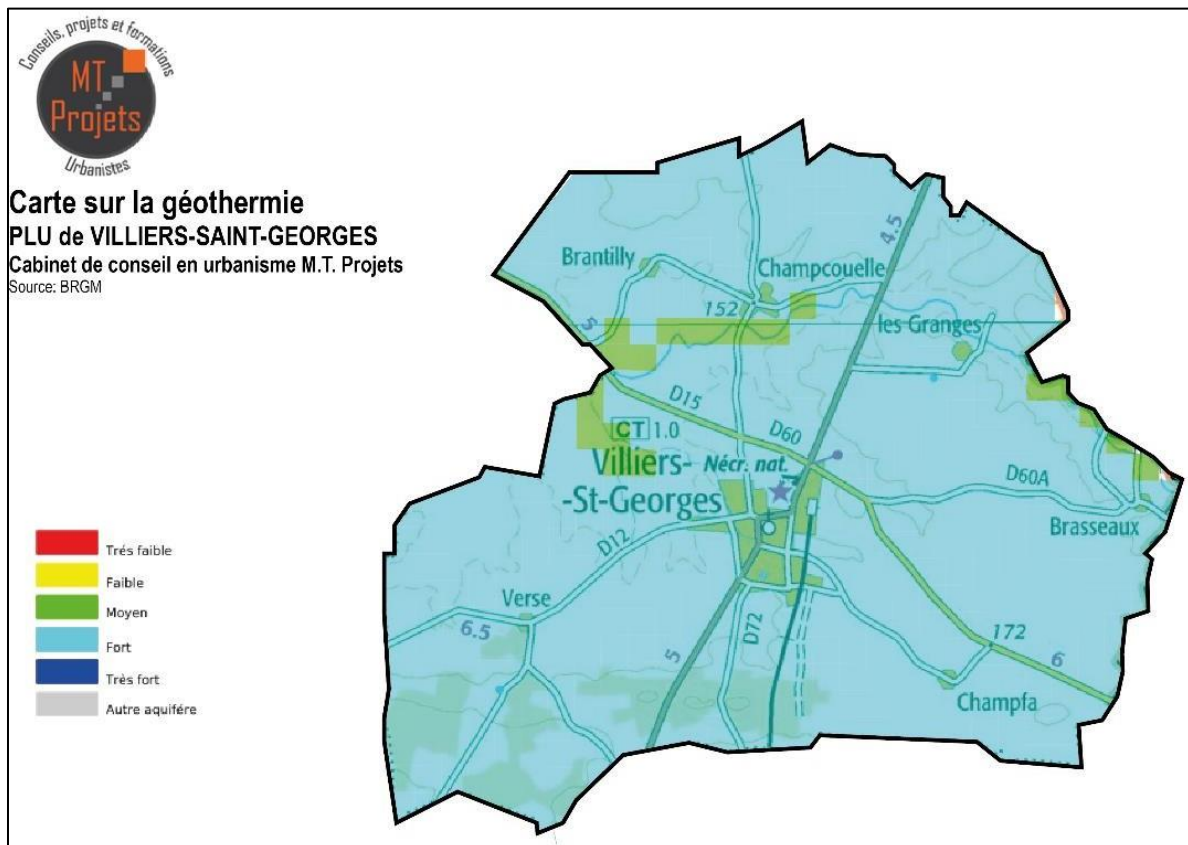 Conseils, projets et formations
MT
Projets
Urbanistes
Carte sur la géothermie
PLU de VILLIERS-SAINT-GEORGES
Cabinet de conseil en urbanisme M.T. Projets
Source: BRGM
Trés faible
Faible
Moyen
Fort
Très fort
Autre aquifére
4.5
Brantilly
Champcouelle
152
5
les Granges
D15
D60
CT 1.0
Villiers-
-St-Georges
Nécr. nat.
D60A
Brasseaux
D12
Verse
6.5
D72
5
172
6
Champfa